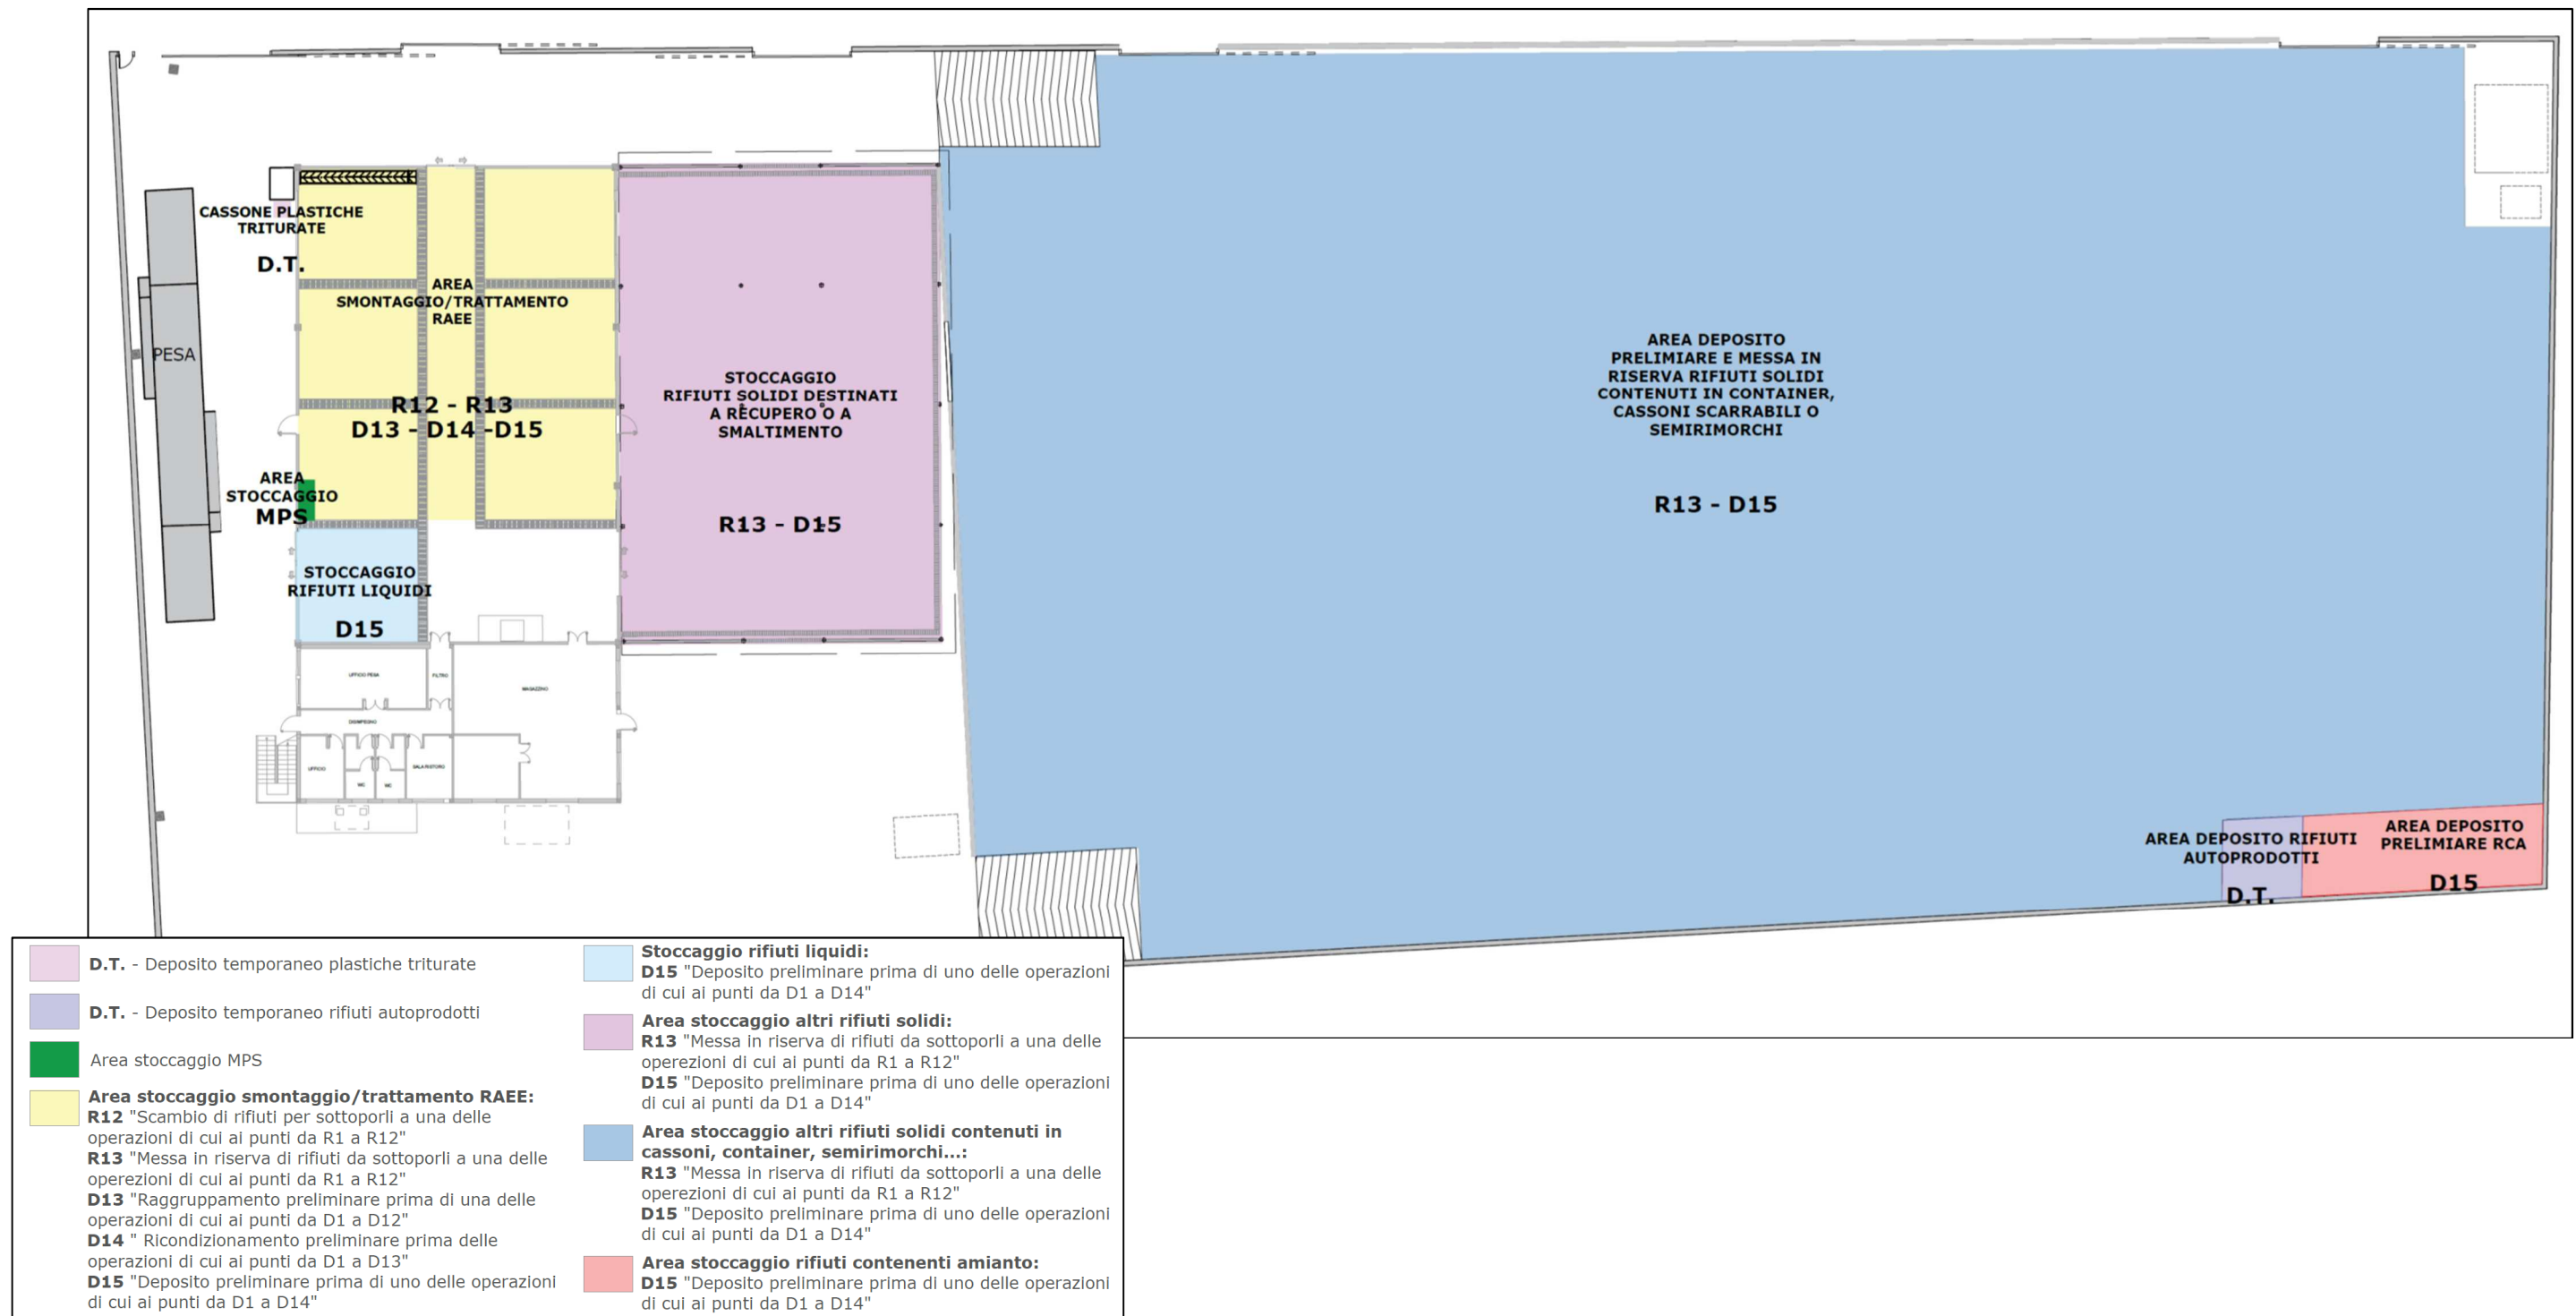 CASSONE PLASTICHE
TRITURATE
D.T.
AREA
SMONTAGGIO/TRATTAMENTO
RAEE
PESA
R12 - R13
D13 - D14 -D15
AREA
STOCCAGGIO
MPS
STOCCAGGIO
RIFIUTI LIQUIDI
D15
STOCCAGGIO
RIFIUTI SOLIDI DESTINATI
A RECUPERO O A
SMALTIMENTO
R13 - D15
AREA DEPOSITO
PRELIMIARE E MESSA IN
RISERVA RIFIUTI SOLIDI
CONTENUTI IN CONTAINER,
CASSONI SCARRABILI O
SEMIRIMORCHI
R13 - D15
UFFICIO PESA
FILTRO
MAGAZZINO
DISIMPEGNO
UFFICIO
WC
WC
SALA RISTORO
AREA DEPOSITO RIFIUTI
AUTOPRODOTTI
D.T.
AREA DEPOSITO
PRELIMIARE RCA
D15
D.T. - Deposito temporaneo plastiche triturate
D.T. - Deposito temporaneo rifiuti autoprodotti
Area stoccaggio MPS
Area stoccaggio smontaggio/trattamento RAEE:
R12 "Scambio di rifiuti per sottoporli a una delle
operazioni di cui ai punti da R1 a R12"
R13 "Messa in riserva di rifiuti da sottoporli a una delle
operezioni di cui ai punti da R1 a R12"
D13 "Raggruppamento preliminare prima di una delle
operazioni di cui ai punti da D1 a D12"
D14 " Ricondizionamento preliminare prima delle
operazioni di cui ai punti da D1 a D13"
D15 "Deposito preliminare prima di uno delle operazioni
di cui ai punti da D1 a D14"
Stoccaggio rifiuti liquidi:
D15 "Deposito preliminare prima di uno delle operazioni
di cui ai punti da D1 a D14"
Area stoccaggio altri rifiuti solidi:
R13 "Messa in riserva di rifiuti da sottoporli a una delle
operezioni di cui ai punti da R1 a R12"
D15 "Deposito preliminare prima di uno delle operazioni
di cui ai punti da D1 a D14"
Area stoccaggio altri rifiuti solidi contenuti in
cassoni, container, semirimorchi...:
R13 "Messa in riserva di rifiuti da sottoporli a una delle
operezioni di cui ai punti da R1 a R12"
D15 "Deposito preliminare prima di uno delle operazioni
di cui ai punti da D1 a D14"
Area stoccaggio rifiuti contenenti amianto:
D15 "Deposito preliminare prima di uno delle operazioni
di cui ai punti da D1 a D14"